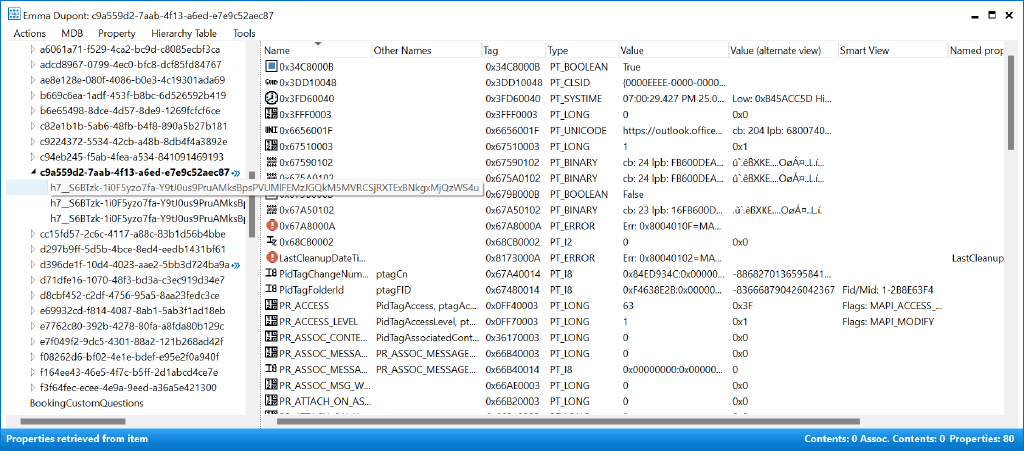 Emma Dupont: c9a559d2-7aab-4f13-a6ed-e7e9c52aec87
Actions MDB Property Hierarchy Table Tools
a6061a71-f529-4ca2-bc9d-c8085ecbf3ca
adcd8967-0799-4ec0-bfc8-dcf85fd84767
ae8e128e-080f-4086-b0e3-4c19301ada69
b669c6ea-1adf-453f-b8bc-6d526592b419
b6e65498-8dce-4d57-8de9-1269fcfcf6ce
c82e1b1b-5ab6-48fb-b4f8-890a5b27b181
c9224372-5534-42cb-a48b-8db4f4a3892e
c94eb245-f5ab-4fea-a534-841091469193
c9a559d2-7aab-4f13-a6ed-e7e9c52aec87
h7__S6BTzk-1i0F5yzo7fa-Y9tJ0us9PruAMksBpsPVUMlFEMzJGQkM5MVRCSjRXTEx8NkgxMjQzWS4u
h7__S6BTzk-1i0F5yzo7fa-Y9tJ0us9PruAMksBp
h7__S6BTzk-1i0F5yzo7fa-Y9tJ0us9PruAMksBp
cc15fd57-2c6c-4117-a88c-83b1d56b4bbe
d297b9ff-5d5b-4bce-8ed4-eedb1431bf61
d396de1f-10d4-4023-aae2-5bb3d724ba9a
d71dfe16-1070-48f3-bd3a-c3ec919d34e7
d8cbf452-c2df-4756-95a5-8aa23fedc3ce
e69932cd-f814-4087-8ab1-5ab3f1ad18eb
e7762c80-392b-4278-80fa-a8fda80b129c
e7f049f2-9dc5-4301-88a2-121b268ad42f
f08262d6-bf02-4e1e-bdef-e95e2f0a940f
f164ee43-46e5-4f7c-b5ff-2d1abcd4ce7e
f3f64fec-ecee-4e9a-9eed-a36a5e421300
BookingCustomQuestions
Name Other Names Tag Type Value Value (alternate view) Smart View Named prop
0x34C8000B 0x34C8000B PT_BOOLEAN True
0x3DD10048 0x3DD10048 PT_CLSID {0000EEEE-0000-0000...
0x3FD60040 0x3FD60040 PT_SYSTIME 07:00:29.427 PM 25.0... Low: 0xB45ACC5D Hi...
0x3FFF0003 0x3FFF0003 PT_LONG 0 0x0
0x6656001F 0x6656001F PT_UNICODE https://outlook.office... cb: 204 lpb: 6800740...
0x67510003 0x67510003 PT_LONG 1 0x1
0x67590102 0x67590102 PT_BINARY cb: 24 lpb: FB600DEA...
0x675A0102 0x675A0102 PT_BINARY cb: 24 lpb: FB600DEA...
0x679B000B PT_BOOLEAN False
0x67A50102 0x67A50102 PT_BINARY cb: 23 lpb: 16FB600D...
0x67A8000A 0x67A8000A PT_ERROR Err: 0x8004010F=MA...
0x68CB0002 0x68CB0002 PT_I2 0 0x0
LastCleanupDateTi... 0x8173000A PT_ERROR Err: 0x80040102=MA... LastCleanup
PidTagChangeNum... ptagCn 0x67A40014 PT_I8 0x84ED934C:0x00000... -8868270136595841...
PidTagFolderId ptagFID 0x67480014 PT_I8 0xF4638E2B:0x00000... -836668790426042367 Fid/Mid: 1-2B8E63F4
PR_ACCESS PidTagAccess, ptagAc... 0x0FF40003 PT_LONG 63 0x3F Flags: MAPI_ACCESS_...
PR_ACCESS_LEVEL PidTagAccessLevel, pt... 0x0FF70003 PT_LONG 1 0x1 Flags: MAPI_MODIFY
PR_ASSOC_CONTE... PidTagAssociatedCont... 0x36170003 PT_LONG 0 0x0
PR_ASSOC_MESSA... PR_ASSOC_MESSAGE... 0x66B40003 PT_LONG 0 0x0
PR_ASSOC_MESSA... PR_ASSOC_MESSAGE... 0x66B40014 PT_I8 0x00000000:0x00000... 0
PR_ASSOC_MSG_W... 0x66AE0003 PT_LONG 0 0x0
PR_ATTACH_ON_AS... 0x66B20003 PT_LONG 0 0x0
Properties retrieved from item Contents: 0 Assoc. Contents: 0 Properties: 80